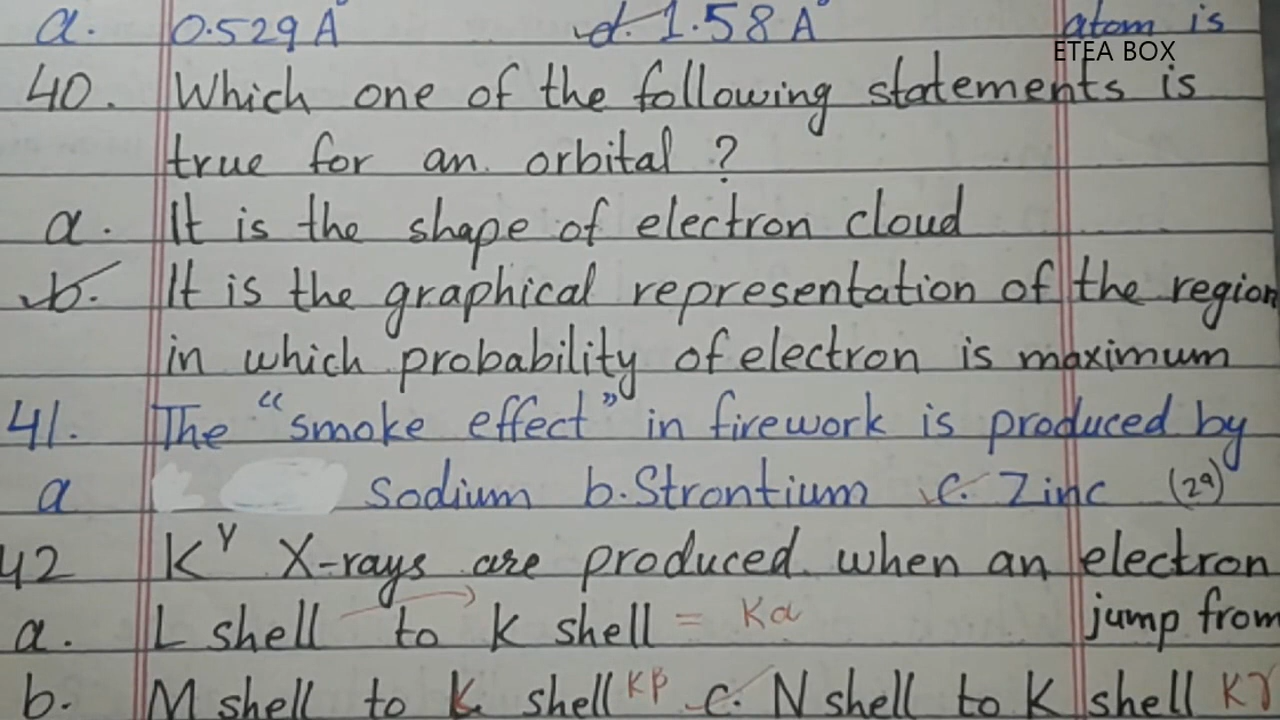 a. 0.529 A° d. 1.58 A° atom is
ETEA BOX
40. Which one of the following statements is
true for an orbital ?
a. It is the shape of electron cloud
b. It is the graphical representation of the region
in which probability of electron is maximum
41. The “smoke effect” in firework is produced by
a sodium b. Strontium c. Zinc (29)
42 Kγ X-rays are produced when an electron
jump from
a. L shell to K shell = Kα
b. M shell to K shell Kβ c. N shell to K shell Kγ